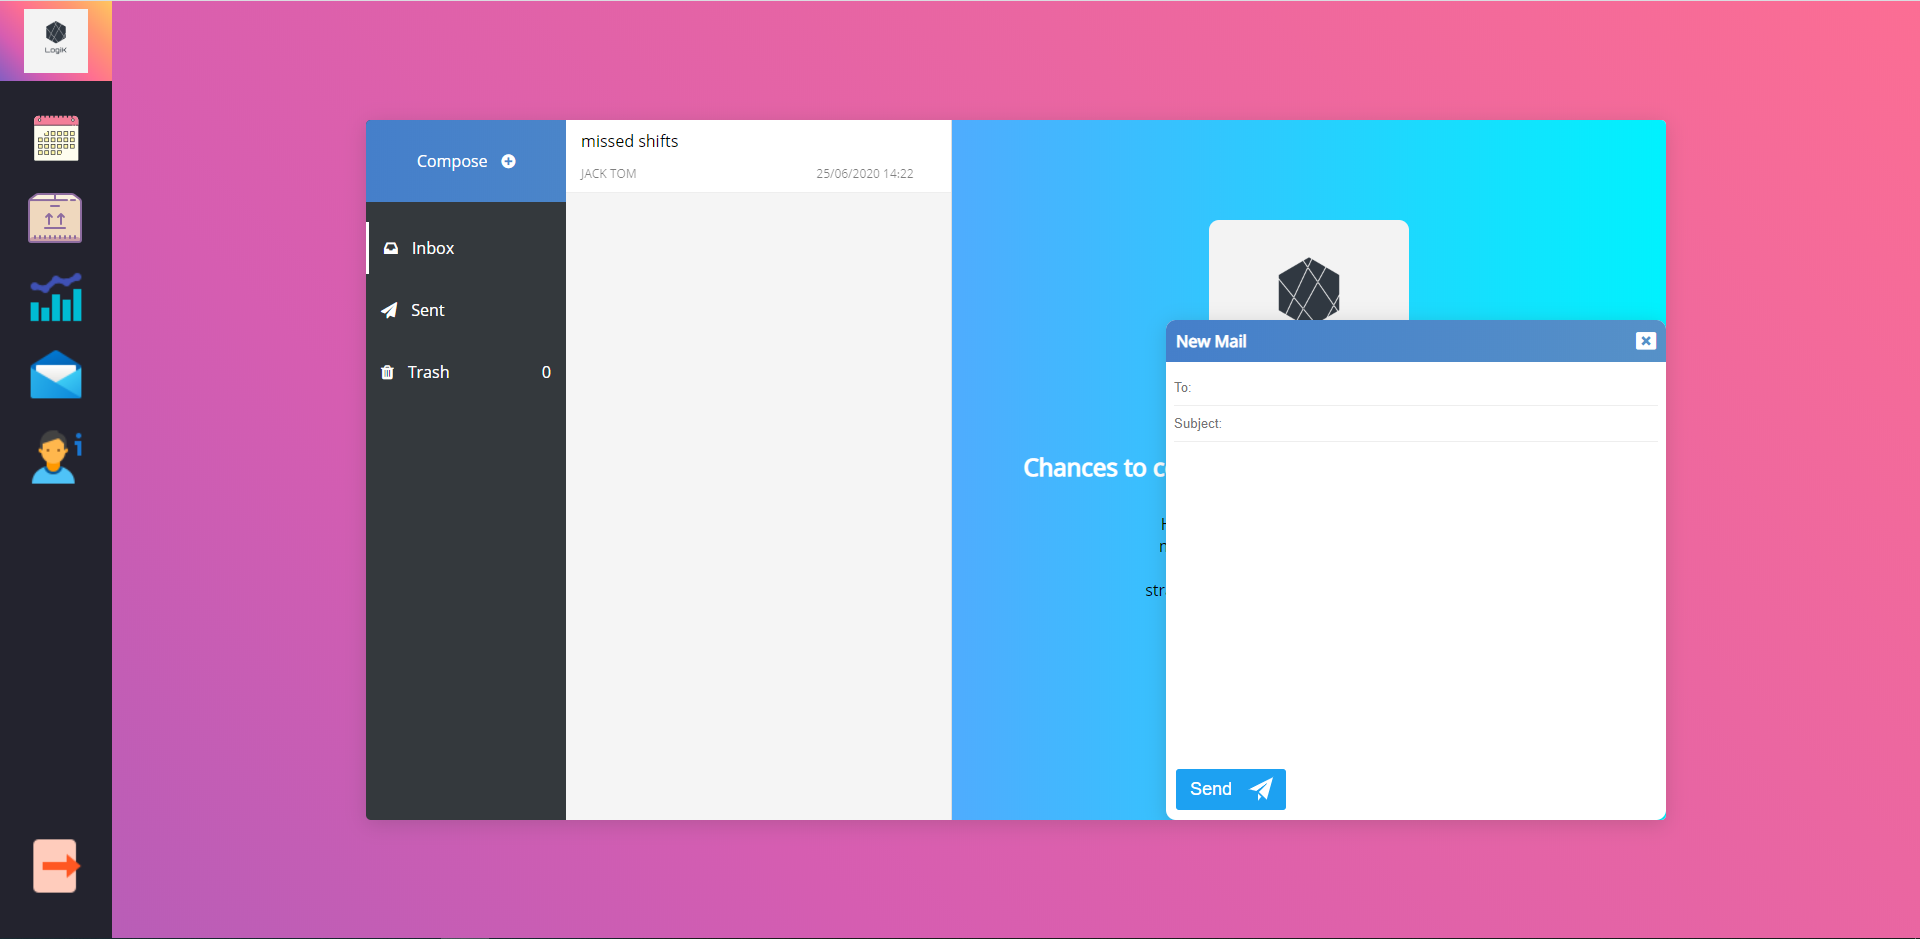 LogiK
Compose
Inbox
Sent
Trash 0
missed shifts
JACK TOM 25/06/2020 14:22
Chances to
New Mail
To:
Subject:
Send